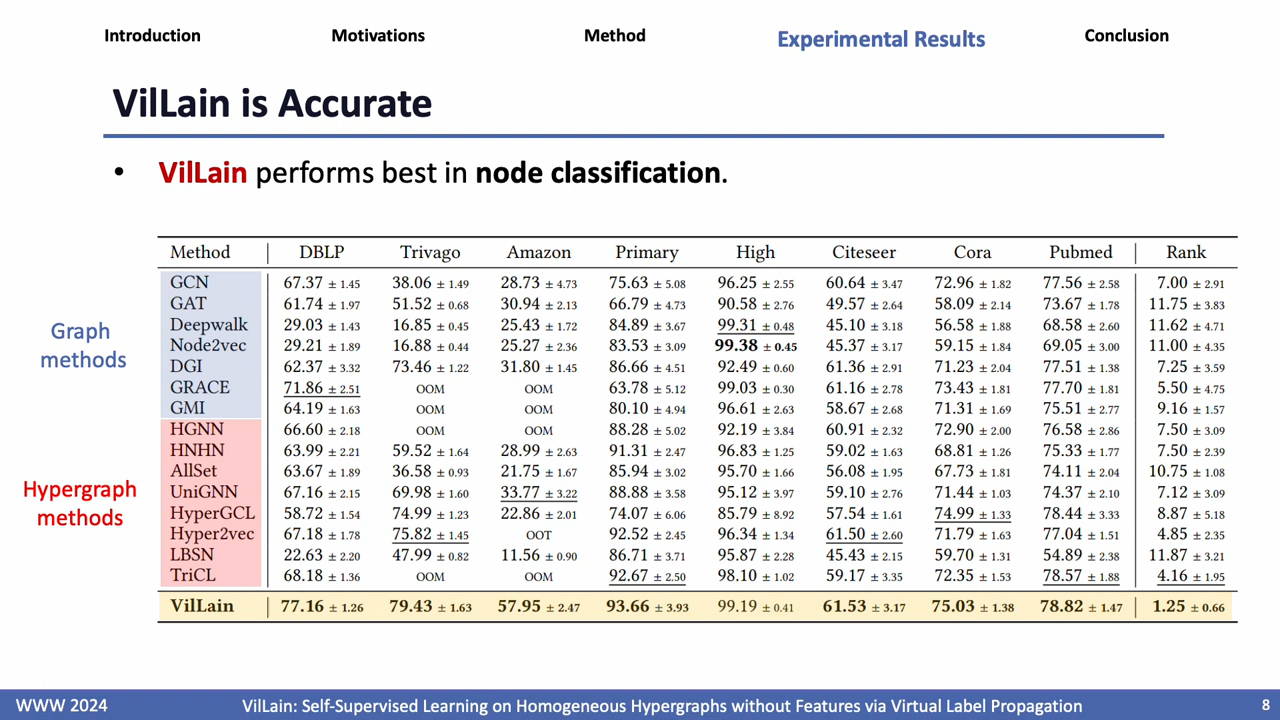 Introduction Motivations Method Experimental Results Conclusion
VilLain is Accurate
• VilLain performs best in node classification.
Method DBLP Trivago Amazon Primary High Citeseer Cora Pubmed Rank
GCN 67.37 ± 1.45 38.06 ± 1.49 28.73 ± 4.73 75.63 ± 5.08 96.25 ± 2.55 60.64 ± 3.47 72.96 ± 1.82 77.56 ± 2.58 7.00 ± 2.91
GAT 61.74 ± 1.97 51.52 ± 0.68 30.94 ± 2.13 66.79 ± 4.73 90.58 ± 2.76 49.57 ± 2.64 58.09 ± 2.14 73.67 ± 1.78 11.75 ± 3.83
Deepwalk 29.03 ± 1.43 16.85 ± 0.45 25.43 ± 1.72 84.89 ± 3.67 99.31 ± 0.48 45.10 ± 3.18 56.58 ± 1.88 68.58 ± 2.60 11.62 ± 4.71
Node2vec 29.21 ± 1.89 16.88 ± 0.44 25.27 ± 2.36 83.53 ± 3.09 99.38 ± 0.45 45.37 ± 3.17 59.15 ± 1.84 69.05 ± 3.00 11.00 ± 4.35
DGI 62.37 ± 3.32 73.46 ± 1.22 31.80 ± 1.45 86.66 ± 4.51 92.49 ± 0.60 61.36 ± 2.91 71.23 ± 2.04 77.51 ± 1.38 7.25 ± 3.59
GRACE 71.86 ± 2.51 OOM OOM 63.78 ± 5.12 99.03 ± 0.30 61.16 ± 2.78 73.43 ± 1.81 77.70 ± 1.81 5.50 ± 4.75
GMI 64.19 ± 1.63 OOM OOM 80.10 ± 4.94 96.61 ± 2.63 58.67 ± 2.68 71.31 ± 1.69 75.51 ± 2.77 9.16 ± 1.57
HGNN 66.60 ± 2.18 OOM OOM 88.28 ± 5.02 92.19 ± 3.84 60.91 ± 2.32 72.90 ± 2.00 76.58 ± 2.86 7.50 ± 3.09
HNHN 63.99 ± 2.21 59.52 ± 1.64 28.99 ± 2.63 91.31 ± 2.47 96.83 ± 1.25 59.02 ± 1.63 68.81 ± 1.26 75.33 ± 1.77 7.50 ± 2.39
AllSet 63.67 ± 1.89 36.58 ± 0.93 21.75 ± 1.67 85.94 ± 3.02 95.70 ± 1.66 56.08 ± 1.95 67.73 ± 1.81 74.11 ± 2.04 10.75 ± 1.08
UniGNN 67.16 ± 2.15 69.98 ± 1.60 33.77 ± 3.22 88.88 ± 3.58 95.12 ± 3.97 59.10 ± 2.76 71.44 ± 1.03 74.37 ± 2.10 7.12 ± 3.09
HyperGCL 58.72 ± 1.54 74.99 ± 1.23 22.86 ± 2.01 74.07 ± 6.06 85.79 ± 8.92 57.54 ± 1.61 74.99 ± 1.33 78.44 ± 3.33 8.87 ± 5.18
Hyper2vec 67.18 ± 1.78 75.82 ± 1.45 OOT 92.52 ± 2.45 96.34 ± 1.34 61.50 ± 2.60 71.79 ± 1.63 77.04 ± 1.51 4.85 ± 2.35
LBSN 22.63 ± 2.20 47.99 ± 0.82 11.56 ± 0.90 86.71 ± 3.71 95.87 ± 2.28 45.43 ± 2.15 59.70 ± 1.31 54.89 ± 2.38 11.87 ± 3.21
TriCL 68.18 ± 1.36 OOM OOM 92.67 ± 2.50 98.10 ± 1.02 59.17 ± 3.35 72.35 ± 1.53 78.57 ± 1.88 4.16 ± 1.95
VilLain 77.16 ± 1.26 79.43 ± 1.63 57.95 ± 2.47 93.66 ± 3.93 99.19 ± 0.41 61.53 ± 3.17 75.03 ± 1.38 78.82 ± 1.47 1.25 ± 0.66
Graph
methods
Hypergraph
methods
WWW 2024 VilLain: Self-Supervised Learning on Homogeneous Hypergraphs without Features via Virtual Label Propagation 8